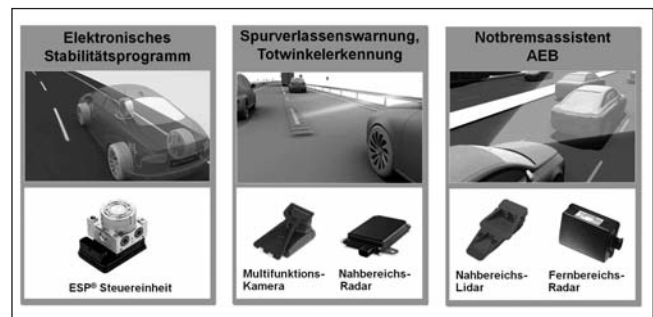 Elektronisches
Stabilitätsprogramm
ESP® Steuereinheit
Spurverlassenswarnung,
Totwinkelerkennung
Multifunktions-
Kamera
Nahbereichs-
Radar
Notbremsassistent
AEB
Nahbereichs-
Lidar
Fernbereichs-
Radar